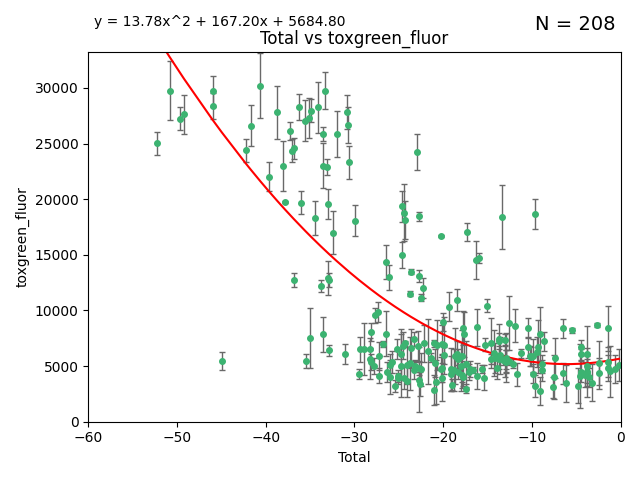 y = 13.78x^2 + 167.20x + 5684.80
N = 208
Total vs toxgreen_fluor
30000
25000
20000
15000
10000
5000
0
toxgreen_fluor
−60
−50
−40
−30
−20
−10
0
Total